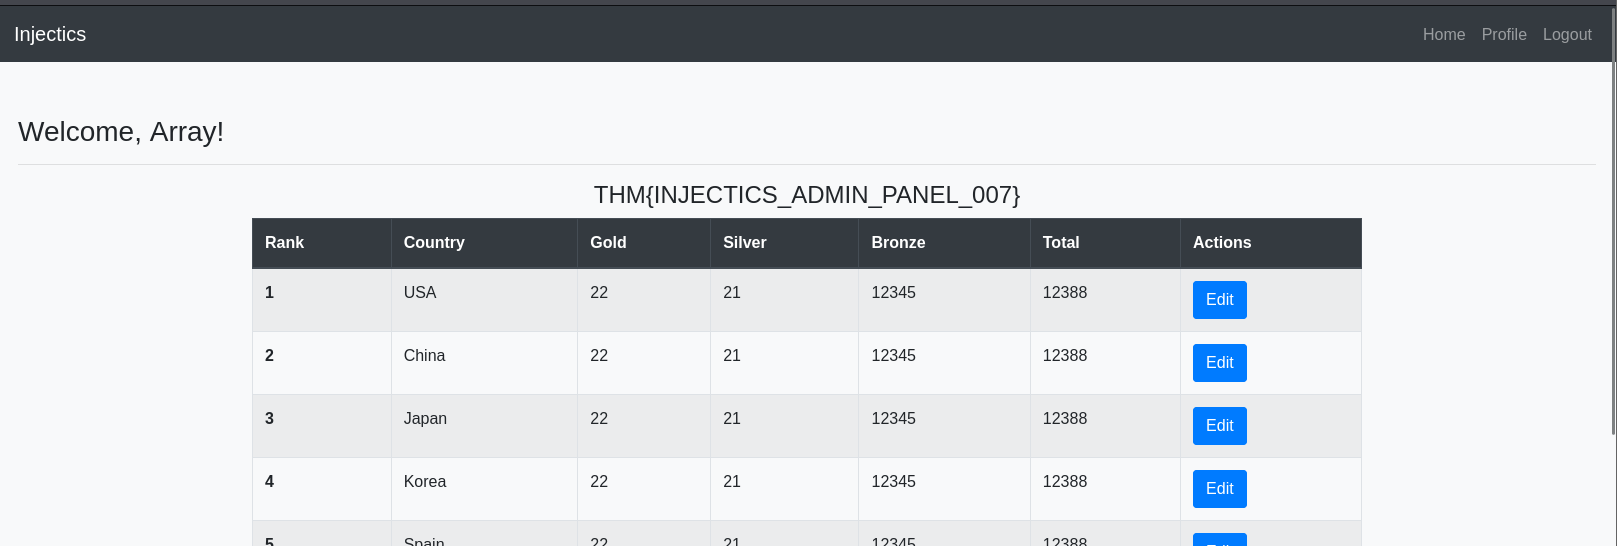 Injectics Home Profile Logout
Welcome, Array!
THM{INJECTICS_ADMIN_PANEL_007}
Rank Country Gold Silver Bronze Total Actions
1 USA 22 21 12345 12388 Edit
2 China 22 21 12345 12388 Edit
3 Japan 22 21 12345 12388 Edit
4 Korea 22 21 12345 12388 Edit
5 Spain 22 21 12345 12388